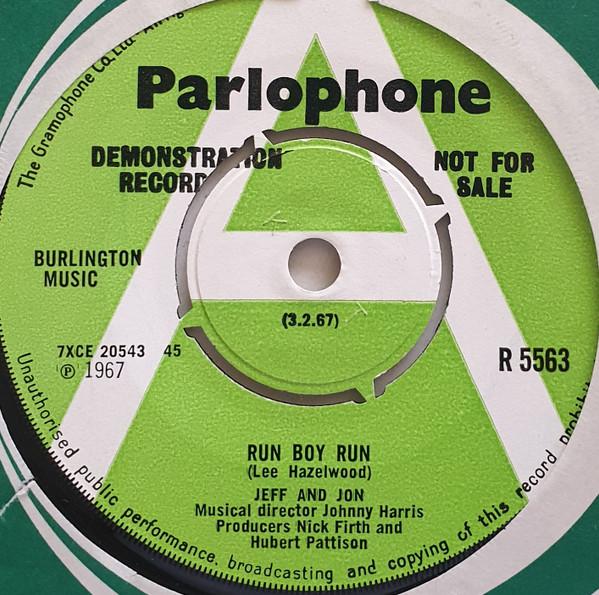 The Gramophone Co. Ltd.
Parlophone
DEMONSTRATION
RECORD
NOT FOR
SALE
BURLINGTON
MUSIC
(3.2.67)
7XCE 20543 45
Ⓟ 1967
R 5563
RUN BOY RUN
(Lee Hazelwood)
JEFF AND JON
Musical director Johnny Harris
Producers Nick Firth and
Hubert Pattison
Unauthorised public performance, broadcasting and copying of this record prohibi